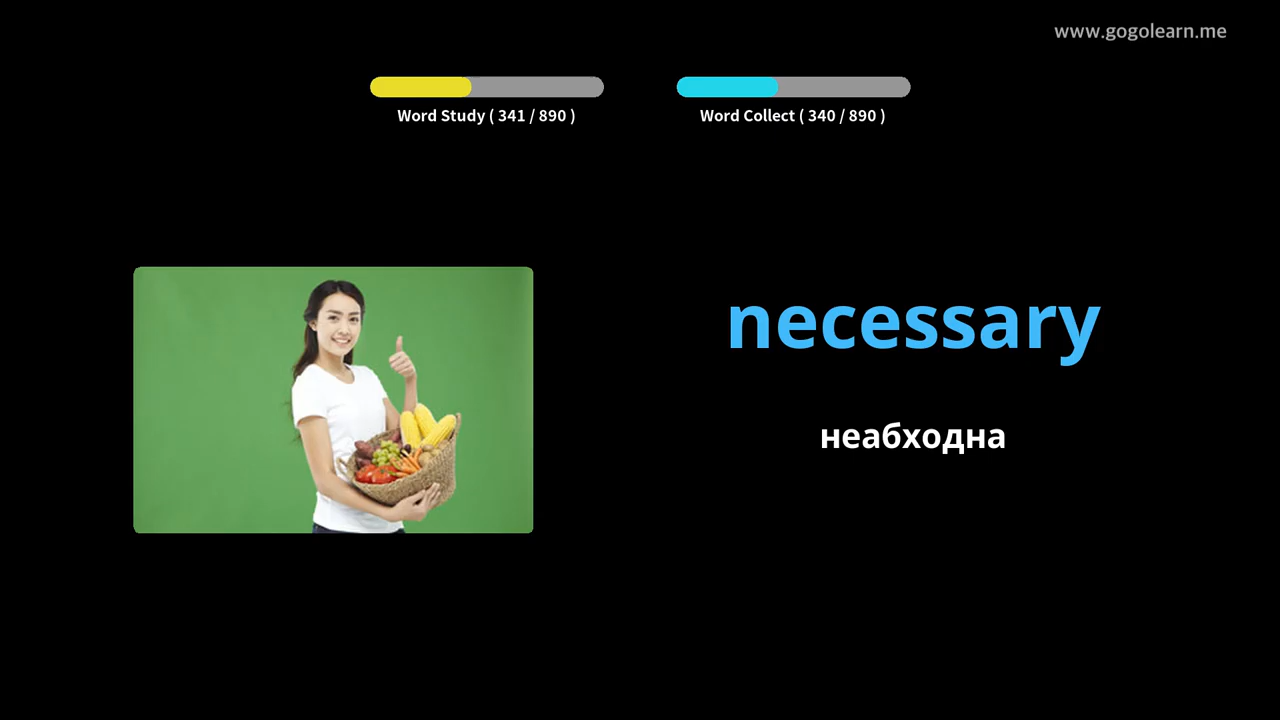 www.gogolearn.me
Word Study ( 341 / 890 )
Word Collect ( 340 / 890 )
necessary
неабходна